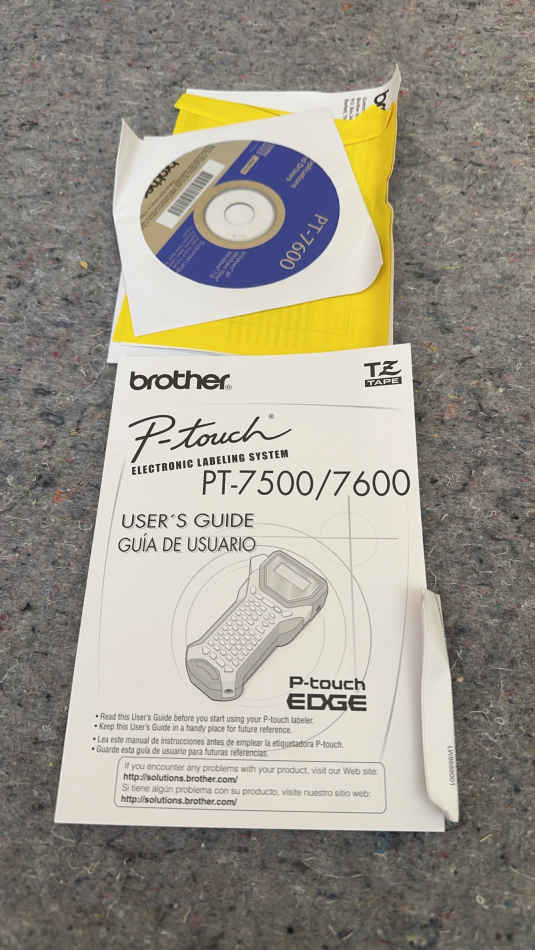 brother
brother
PT-7600
brother®
TZ
TAPE
P-touch®
ELECTRONIC LABELING SYSTEM
PT-7500/7600
USER´S GUIDE
GUÍA DE USUARIO
P-touch
EDGE
• Read this User's Guide before you start using your P-touch labeler.
• Keep this User's Guide in a handy place for future reference.
• Lea este manual de instrucciones antes de emplear la etiquetadora P-touch.
• Guarde esta guía de usuario para futuras referencias.
If you encounter any problems with your product, visit our Web site:
http://solutions.brother.com/
Si tiene algún problema con su producto, visite nuestro sitio web:
http://solutions.brother.com/